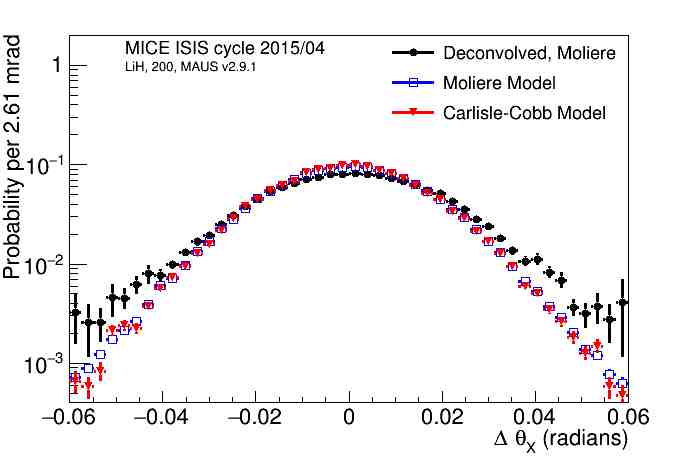 MICE ISIS cycle 2015/04
LiH, 200, MAUS v2.9.1
Deconvolved, Moliere
Moliere Model
Carlisle-Cobb Model
Probability per 2.61 mrad
1
10⁻¹
10⁻²
10⁻³
−0.06 −0.04 −0.02 0 0.02 0.04 0.06
Δ θX (radians)